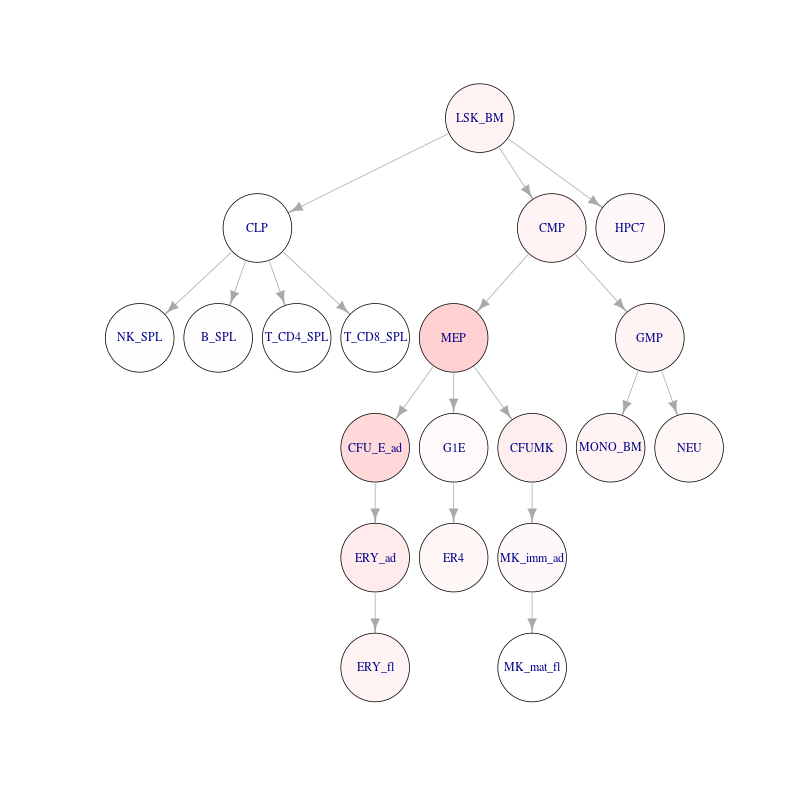 LSK_BM
CLP
CMP
HPC7
NK_SPL
B_SPL
T_CD4_SPL
T_CD8_SPL
MEP
GMP
CFU_E_ad
G1E
CFUMK
MONO_BM
NEU
ERY_ad
ER4
MK_imm_ad
ERY_fl
MK_mat_fl